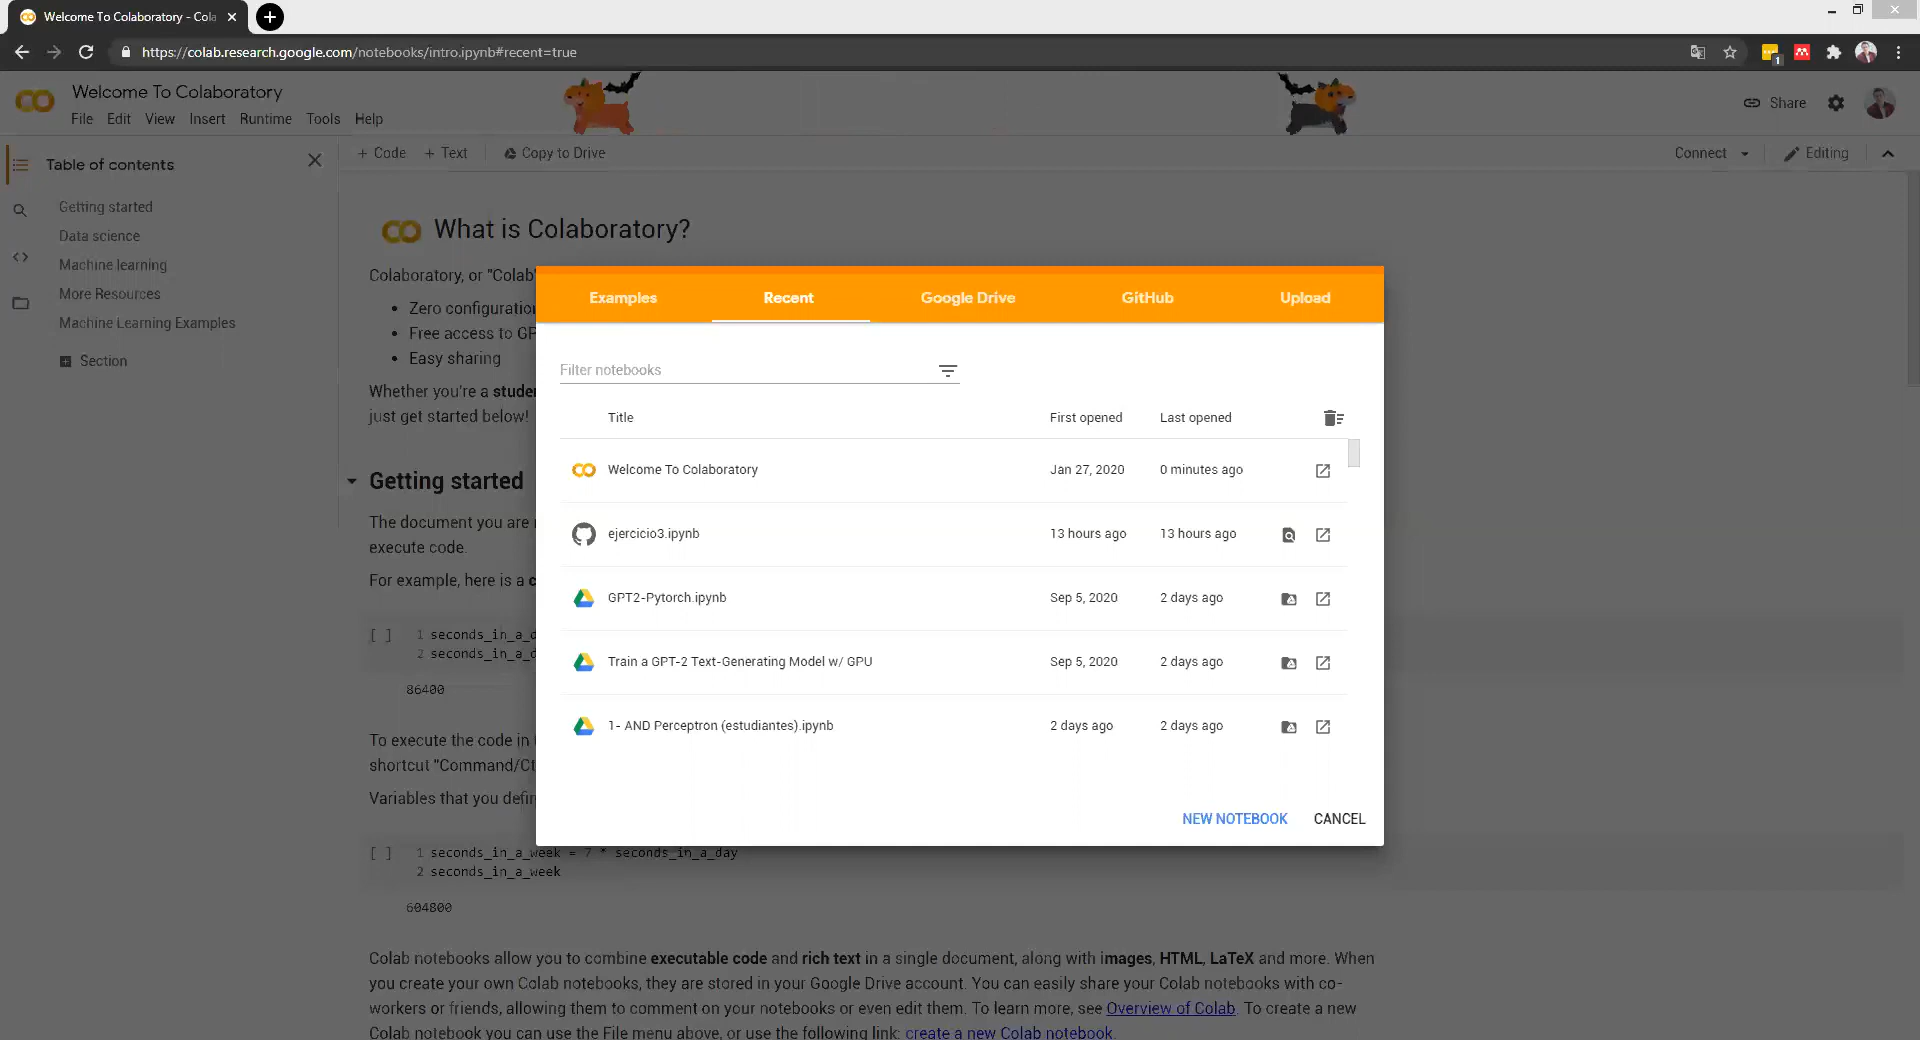 Welcome To Colaboratory - Cola
https://colab.research.google.com/notebooks/intro.ipynb#recent=true
1
Welcome To Colaboratory
Share
File Edit View Insert Runtime Tools Help
Table of contents
+ Code + Text Copy to Drive
Connect Editing
Getting started
Data science
Machine learning
More Resources
Machine Learning Examples
Section
What is Colaboratory?
Colaboratory, or "Colab"
Zero configuration
Free access to GP
Easy sharing
Whether you're a studen
just get started below!
Getting started
The document you are
execute code.
For example, here is a c
[ ] 1 seconds_in_a_d
2 seconds_in_a_d
86400
To execute the code in
shortcut "Command/Ct
Variables that you defin
[ ] 1 seconds_in_a_week = 7 * seconds_in_a_day
2 seconds_in_a_week
604800
Colab notebooks allow you to combine executable code and rich text in a single document, along with images, HTML, LaTeX and more. When
you create your own Colab notebooks, they are stored in your Google Drive account. You can easily share your Colab notebooks with co-
workers or friends, allowing them to comment on your notebooks or even edit them. To learn more, see Overview of Colab. To create a new
Colab notebook you can use the File menu above, or use the following link: create a new Colab notebook.
Examples Recent Google Drive GitHub Upload
Filter notebooks
Title First opened Last opened
Welcome To Colaboratory Jan 27, 2020 0 minutes ago
ejercicio3.ipynb 13 hours ago 13 hours ago
GPT2-Pytorch.ipynb Sep 5, 2020 2 days ago
Train a GPT-2 Text-Generating Model w/ GPU Sep 5, 2020 2 days ago
1- AND Perceptron (estudiantes).ipynb 2 days ago 2 days ago
NEW NOTEBOOK CANCEL